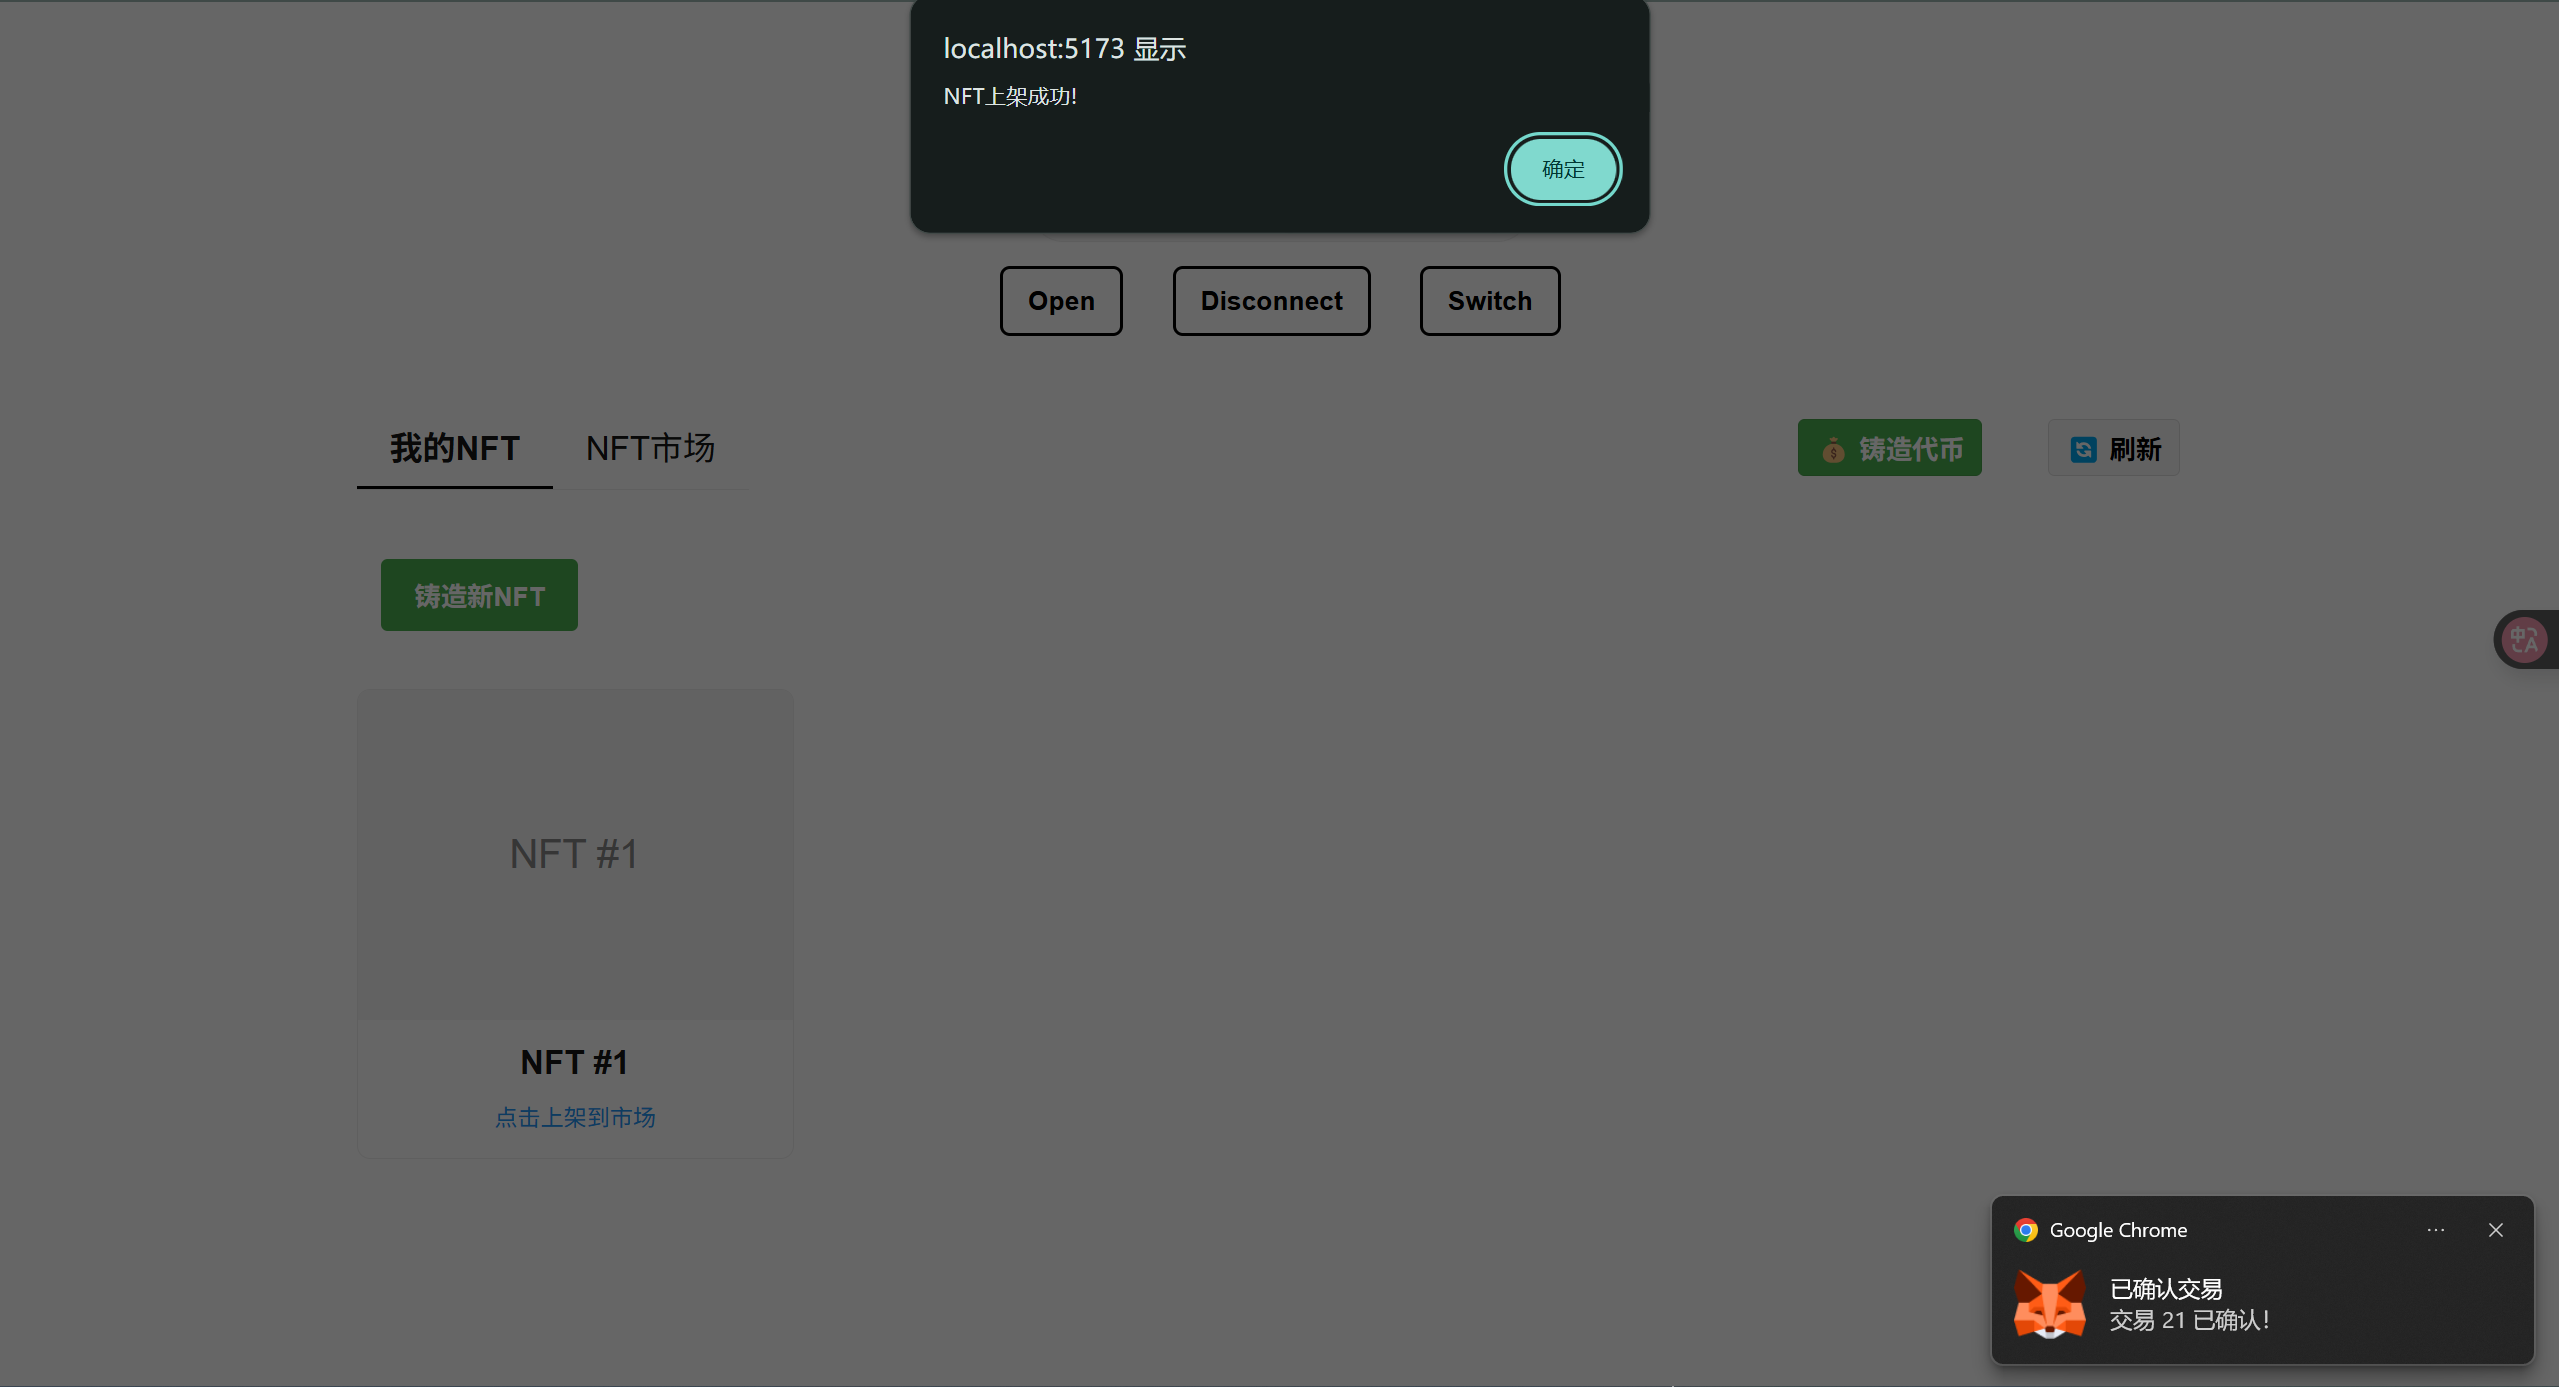 localhost:5173 显示
NFT上架成功!
确定
Open
Disconnect
Switch
我的NFT
NFT市场
铸造代币
刷新
铸造新NFT
中A
NFT #1
NFT #1
点击上架到市场
Google Chrome
已确认交易
交易 21 已确认！